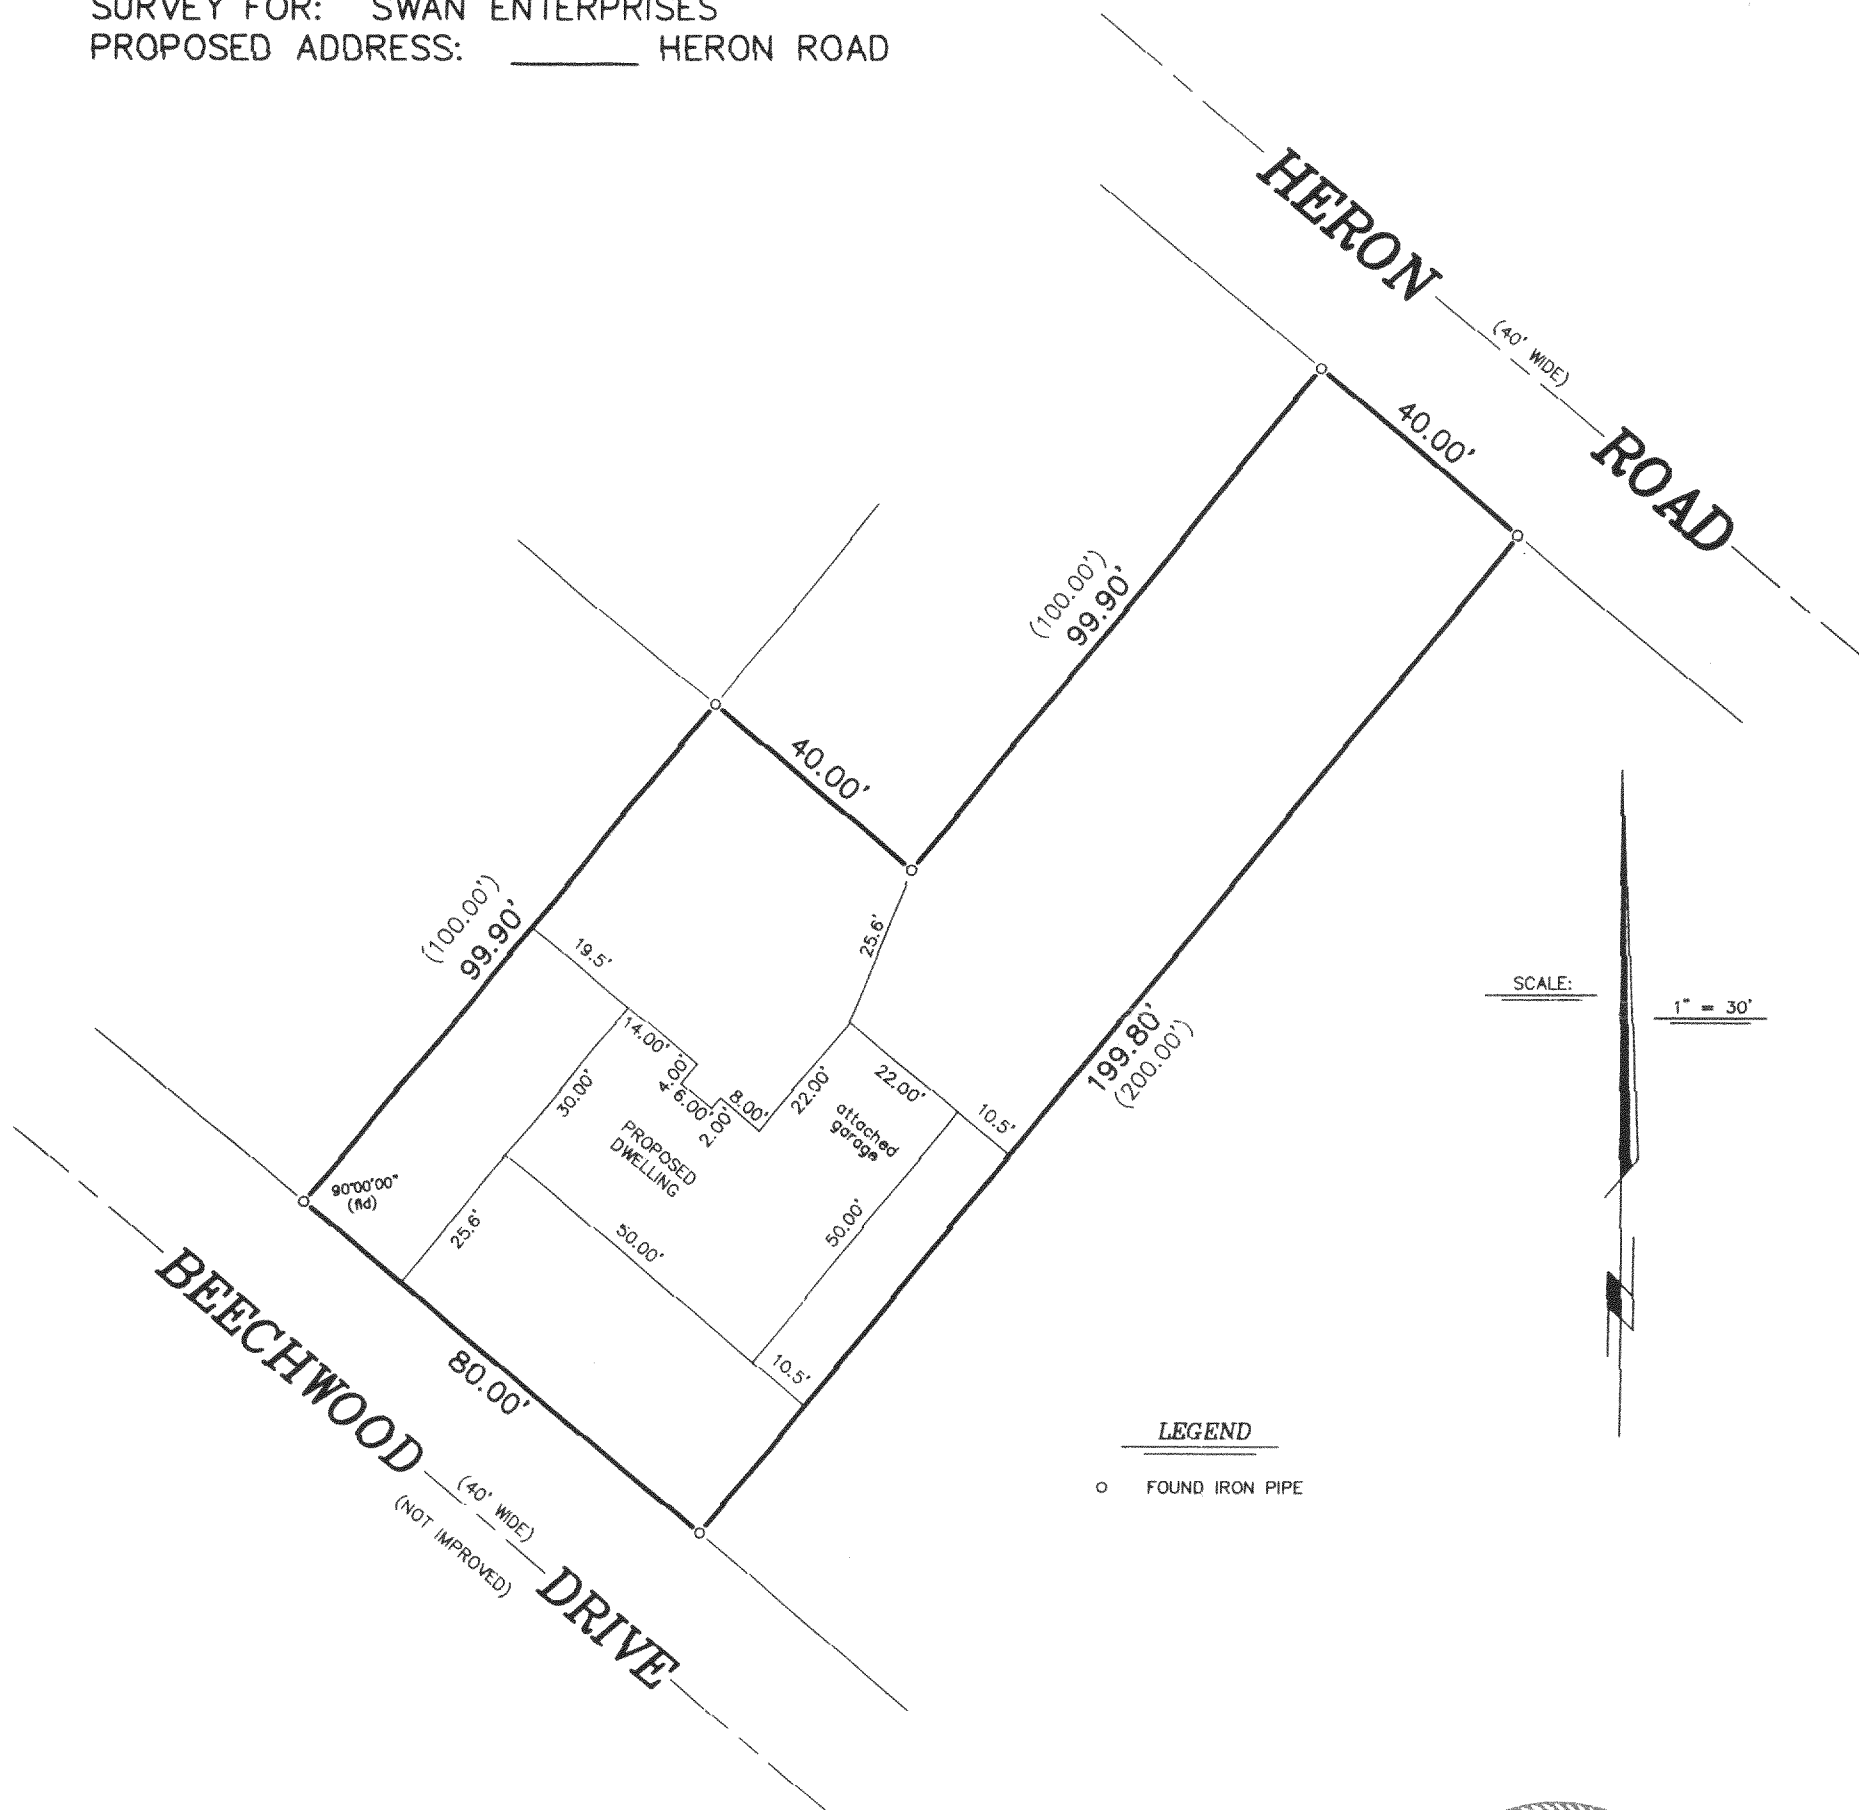 SURVEY FOR: SWAN ENTERPRISES
PROPOSED ADDRESS: ______ HERON ROAD
HERON
(40' WIDE)
ROAD
40.00'
(100.00')
99.90'
40.00'
(100.00')
99.90'
25.6'
19.5'
14.00'
4.00'
6.00'
2.00'
8.00'
22.00'
22.00'
10.5'
attached
garage
30.00'
PROPOSED
DWELLING
199.80'
(200.00')
SCALE:
1" = 30'
N
90°00'00"
(fld)
25.6'
50.00'
50.00'
10.5'
80.00'
BEECHWOOD
(40' WIDE)
(NOT IMPROVED)
DRIVE
LEGEND
FOUND IRON PIPE